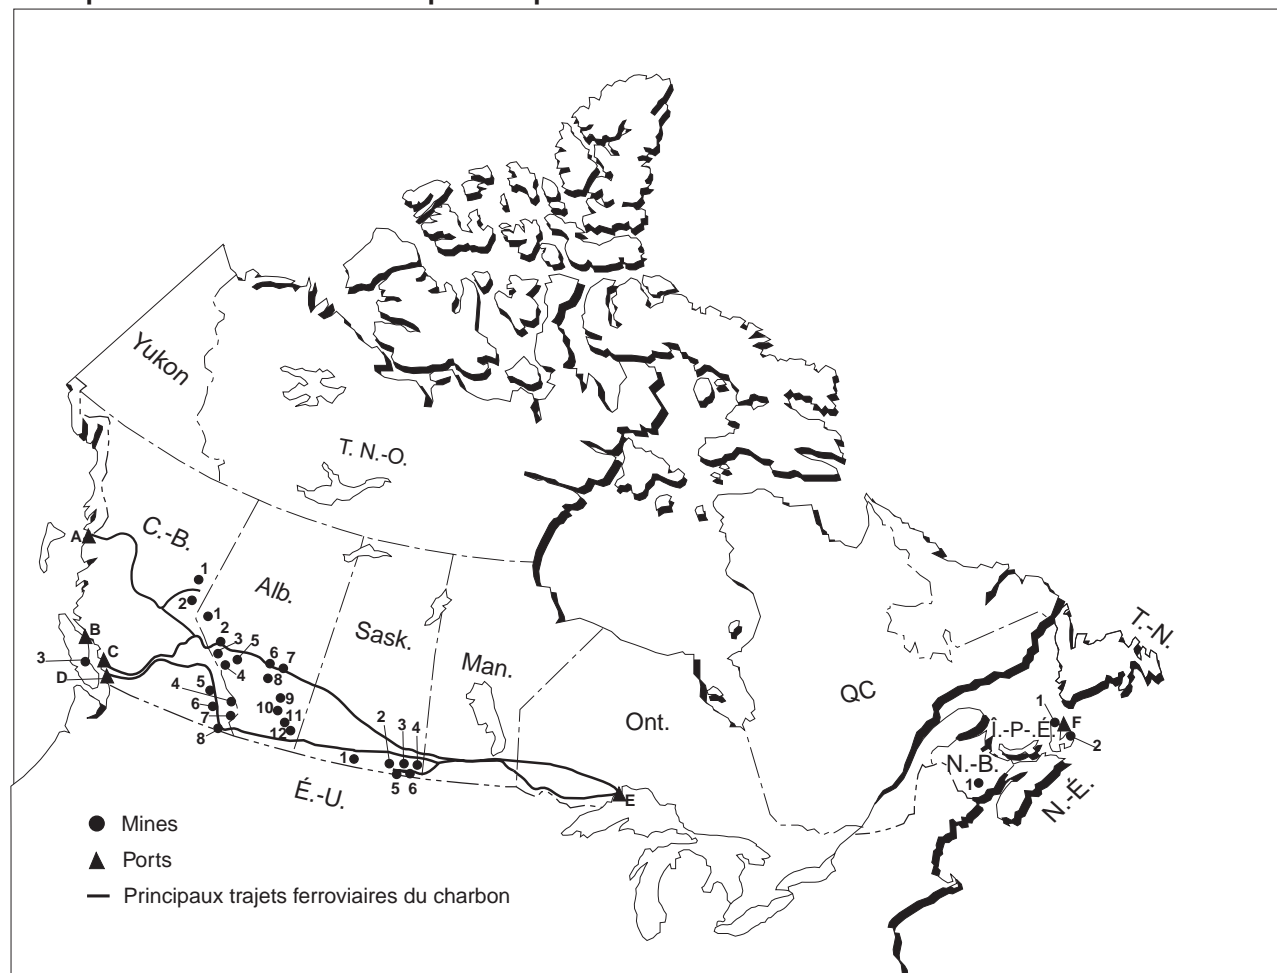 Yukon
T. N.-O.
C.-B.
A
1
2
1
Alb.
2
3
5
4
6
7
8
Sask.
Man.
B
C
3
D
5
4
6
7
8
9
10
11
12
1
2
3
4
5
6
É.-U.
Ont.
E
QC
T.-N.
1
F
2
Î.-P.-É.
N.-B.
1
N.-É.
Mines
Ports
Principaux trajets ferroviaires du charbon